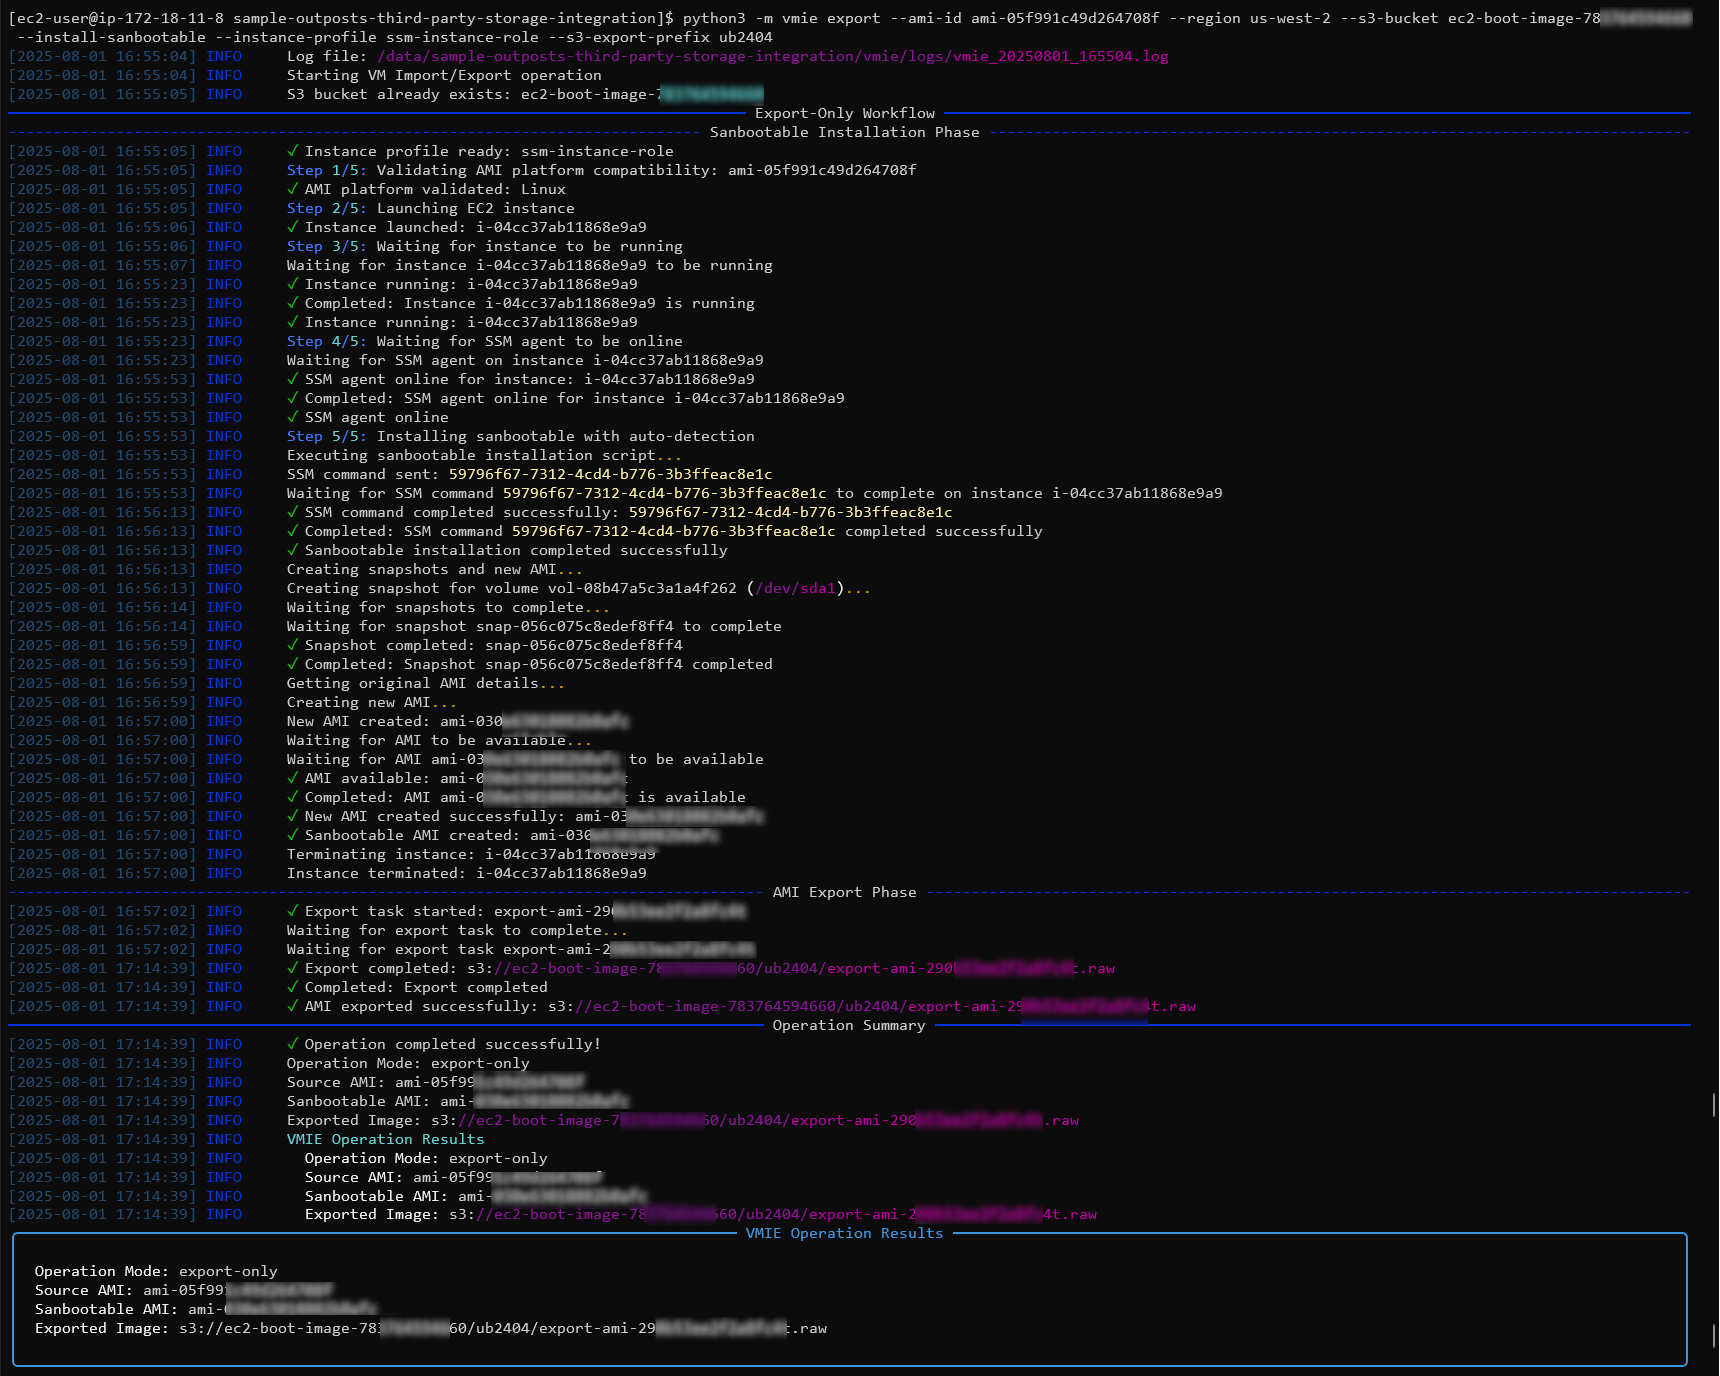 [ec2-user@ip-172-18-11-8 sample-outposts-third-party-storage-integration]$ python3 -m vmie export --ami-id ami-05f991c49d264708f --region us-west-2 --s3-bucket ec2-boot-image-78
--install-sanbootable --instance-profile ssm-instance-role --s3-export-prefix ub2404
[2025-08-01 16:55:04] INFO Log file: /data/sample-outposts-third-party-storage-integration/vmie/logs/vmie_20250801_165504.log
[2025-08-01 16:55:04] INFO Starting VM Import/Export operation
[2025-08-01 16:55:05] INFO S3 bucket already exists: ec2-boot-image-
Export-Only Workflow
Sanbootable Installation Phase
[2025-08-01 16:55:05] INFO ✓ Instance profile ready: ssm-instance-role
[2025-08-01 16:55:05] INFO Step 1/5: Validating AMI platform compatibility: ami-05f991c49d264708f
[2025-08-01 16:55:05] INFO ✓ AMI platform validated: Linux
[2025-08-01 16:55:05] INFO Step 2/5: Launching EC2 instance
[2025-08-01 16:55:06] INFO ✓ Instance launched: i-04cc37ab11868e9a9
[2025-08-01 16:55:06] INFO Step 3/5: Waiting for instance to be running
[2025-08-01 16:55:07] INFO Waiting for instance i-04cc37ab11868e9a9 to be running
[2025-08-01 16:55:23] INFO ✓ Instance running: i-04cc37ab11868e9a9
[2025-08-01 16:55:23] INFO ✓ Completed: Instance i-04cc37ab11868e9a9 is running
[2025-08-01 16:55:23] INFO ✓ Instance running: i-04cc37ab11868e9a9
[2025-08-01 16:55:23] INFO Step 4/5: Waiting for SSM agent to be online
[2025-08-01 16:55:23] INFO Waiting for SSM agent on instance i-04cc37ab11868e9a9
[2025-08-01 16:55:53] INFO ✓ SSM agent online for instance: i-04cc37ab11868e9a9
[2025-08-01 16:55:53] INFO ✓ Completed: SSM agent online for instance i-04cc37ab11868e9a9
[2025-08-01 16:55:53] INFO ✓ SSM agent online
[2025-08-01 16:55:53] INFO Step 5/5: Installing sanbootable with auto-detection
[2025-08-01 16:55:53] INFO Executing sanbootable installation script...
[2025-08-01 16:55:53] INFO SSM command sent: 59796f67-7312-4cd4-b776-3b3ffeac8e1c
[2025-08-01 16:55:53] INFO Waiting for SSM command 59796f67-7312-4cd4-b776-3b3ffeac8e1c to complete on instance i-04cc37ab11868e9a9
[2025-08-01 16:56:13] INFO ✓ SSM command completed successfully: 59796f67-7312-4cd4-b776-3b3ffeac8e1c
[2025-08-01 16:56:13] INFO ✓ Completed: SSM command 59796f67-7312-4cd4-b776-3b3ffeac8e1c completed successfully
[2025-08-01 16:56:13] INFO ✓ Sanbootable installation completed successfully
[2025-08-01 16:56:13] INFO Creating snapshots and new AMI...
[2025-08-01 16:56:13] INFO Creating snapshot for volume vol-08b47a5c3a1a4f262 (/dev/sda1)...
[2025-08-01 16:56:14] INFO Waiting for snapshots to complete...
[2025-08-01 16:56:14] INFO Waiting for snapshot snap-056c075c8edef8ff4 to complete
[2025-08-01 16:56:59] INFO ✓ Snapshot completed: snap-056c075c8edef8ff4
[2025-08-01 16:56:59] INFO ✓ Completed: Snapshot snap-056c075c8edef8ff4 completed
[2025-08-01 16:56:59] INFO Getting original AMI details...
[2025-08-01 16:56:59] INFO Creating new AMI...
[2025-08-01 16:57:00] INFO New AMI created: ami-030
[2025-08-01 16:57:00] INFO Waiting for AMI to be available...
[2025-08-01 16:57:00] INFO Waiting for AMI ami-03 to be available
[2025-08-01 16:57:00] INFO ✓ AMI available: ami-0
[2025-08-01 16:57:00] INFO ✓ Completed: AMI ami-0 is available
[2025-08-01 16:57:00] INFO ✓ New AMI created successfully: ami-03
[2025-08-01 16:57:00] INFO ✓ Sanbootable AMI created: ami-030
[2025-08-01 16:57:00] INFO Terminating instance: i-04cc37ab11868e9a9
[2025-08-01 16:57:00] INFO Instance terminated: i-04cc37ab11868e9a9
AMI Export Phase
[2025-08-01 16:57:02] INFO ✓ Export task started: export-ami-29
[2025-08-01 16:57:02] INFO Waiting for export task to complete...
[2025-08-01 16:57:02] INFO Waiting for export task export-ami-2
[2025-08-01 17:14:39] INFO ✓ Export completed: s3://ec2-boot-image-78 60/ub2404/export-ami-290 t.raw
[2025-08-01 17:14:39] INFO ✓ Completed: Export completed
[2025-08-01 17:14:39] INFO ✓ AMI exported successfully: s3://ec2-boot-image-783764594660/ub2404/export-ami-29 4t.raw
Operation Summary
[2025-08-01 17:14:39] INFO ✓ Operation completed successfully!
[2025-08-01 17:14:39] INFO Operation Mode: export-only
[2025-08-01 17:14:39] INFO Source AMI: ami-05f99
[2025-08-01 17:14:39] INFO Sanbootable AMI: ami-
[2025-08-01 17:14:39] INFO Exported Image: s3://ec2-boot-image-7 60/ub2404/export-ami-290 .raw
[2025-08-01 17:14:39] INFO VMIE Operation Results
[2025-08-01 17:14:39] INFO Operation Mode: export-only
[2025-08-01 17:14:39] INFO Source AMI: ami-05f99
[2025-08-01 17:14:39] INFO Sanbootable AMI: ami-
[2025-08-01 17:14:39] INFO Exported Image: s3://ec2-boot-image-78 60/ub2404/export-ami-2 4t.raw
VMIE Operation Results
Operation Mode: export-only
Source AMI: ami-05f99
Sanbootable AMI: ami-
Exported Image: s3://ec2-boot-image-78 60/ub2404/export-ami-29 t.raw